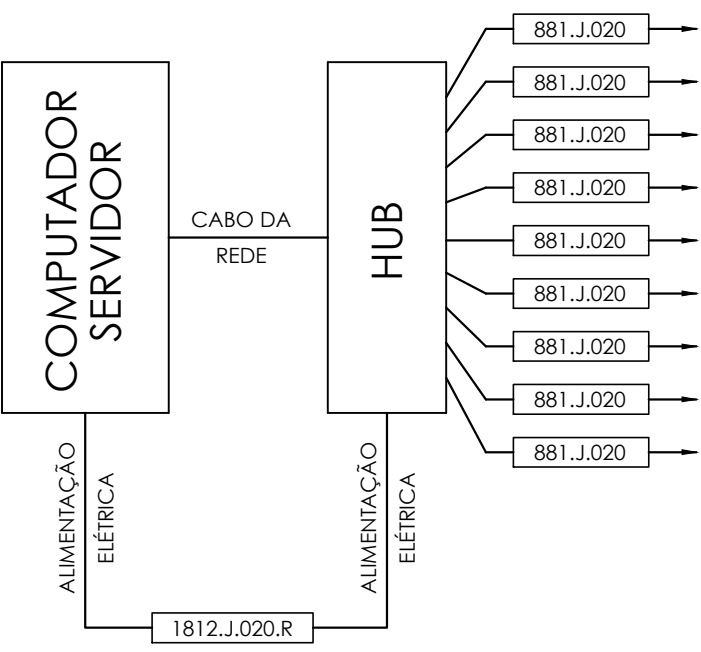 COMPUTADOR
SERVIDOR
CABO DA
REDE
HUB
881.J.020
881.J.020
881.J.020
881.J.020
881.J.020
881.J.020
881.J.020
881.J.020
881.J.020
ALIMENTAÇÃO
ELÉTRICA
ALIMENTAÇÃO
ELÉTRICA
1812.J.020.R